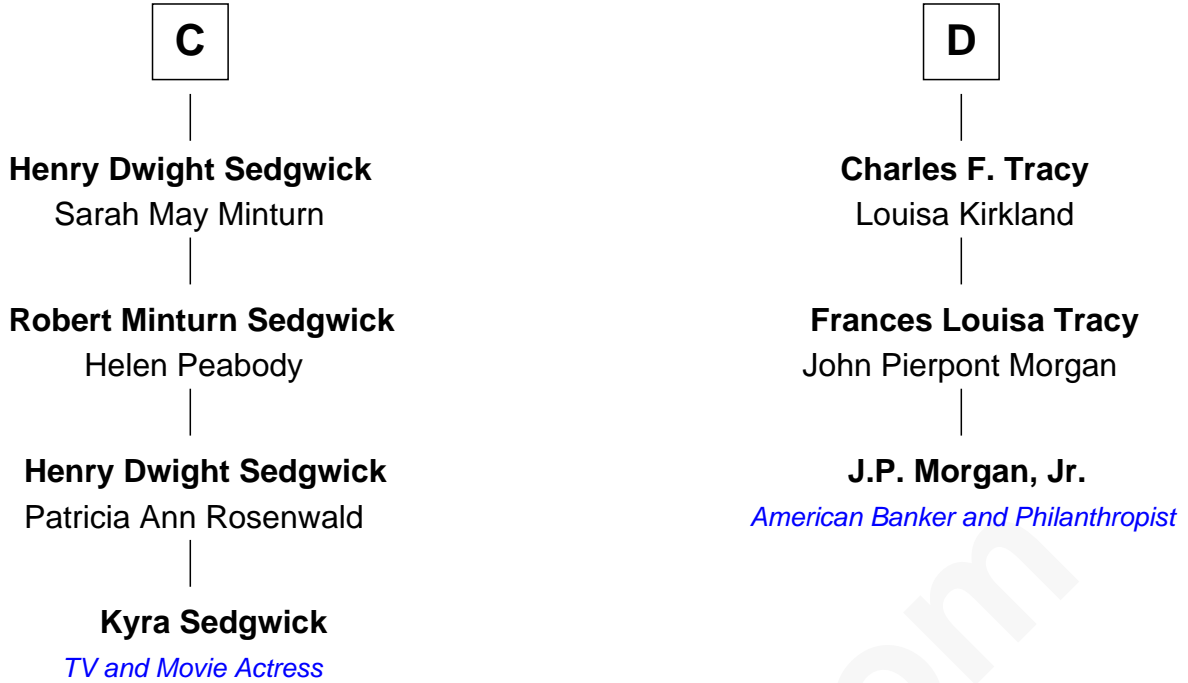 C
D
Henry Dwight Sedgwick
Sarah May Minturn
Charles F. Tracy
Louisa Kirkland
Robert Minturn Sedgwick
Helen Peabody
Frances Louisa Tracy
John Pierpont Morgan
Henry Dwight Sedgwick
Patricia Ann Rosenwald
J.P. Morgan, Jr.
American Banker and Philanthropist
Kyra Sedgwick
TV and Movie Actress
om